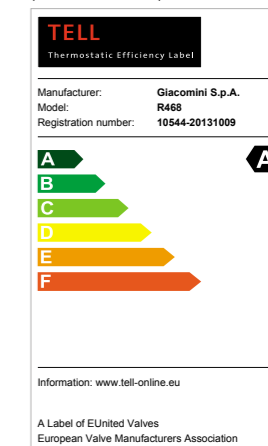 TELL
Thermostatic Efficiency Label
Manufacturer: Giacomini S.p.A.
Model: R468
Registration number: 10544-20131009
A A
B
C
D
E
F
Information: www.tell-online.eu
A Label of EUnited Valves
European Valve Manufacturers Association